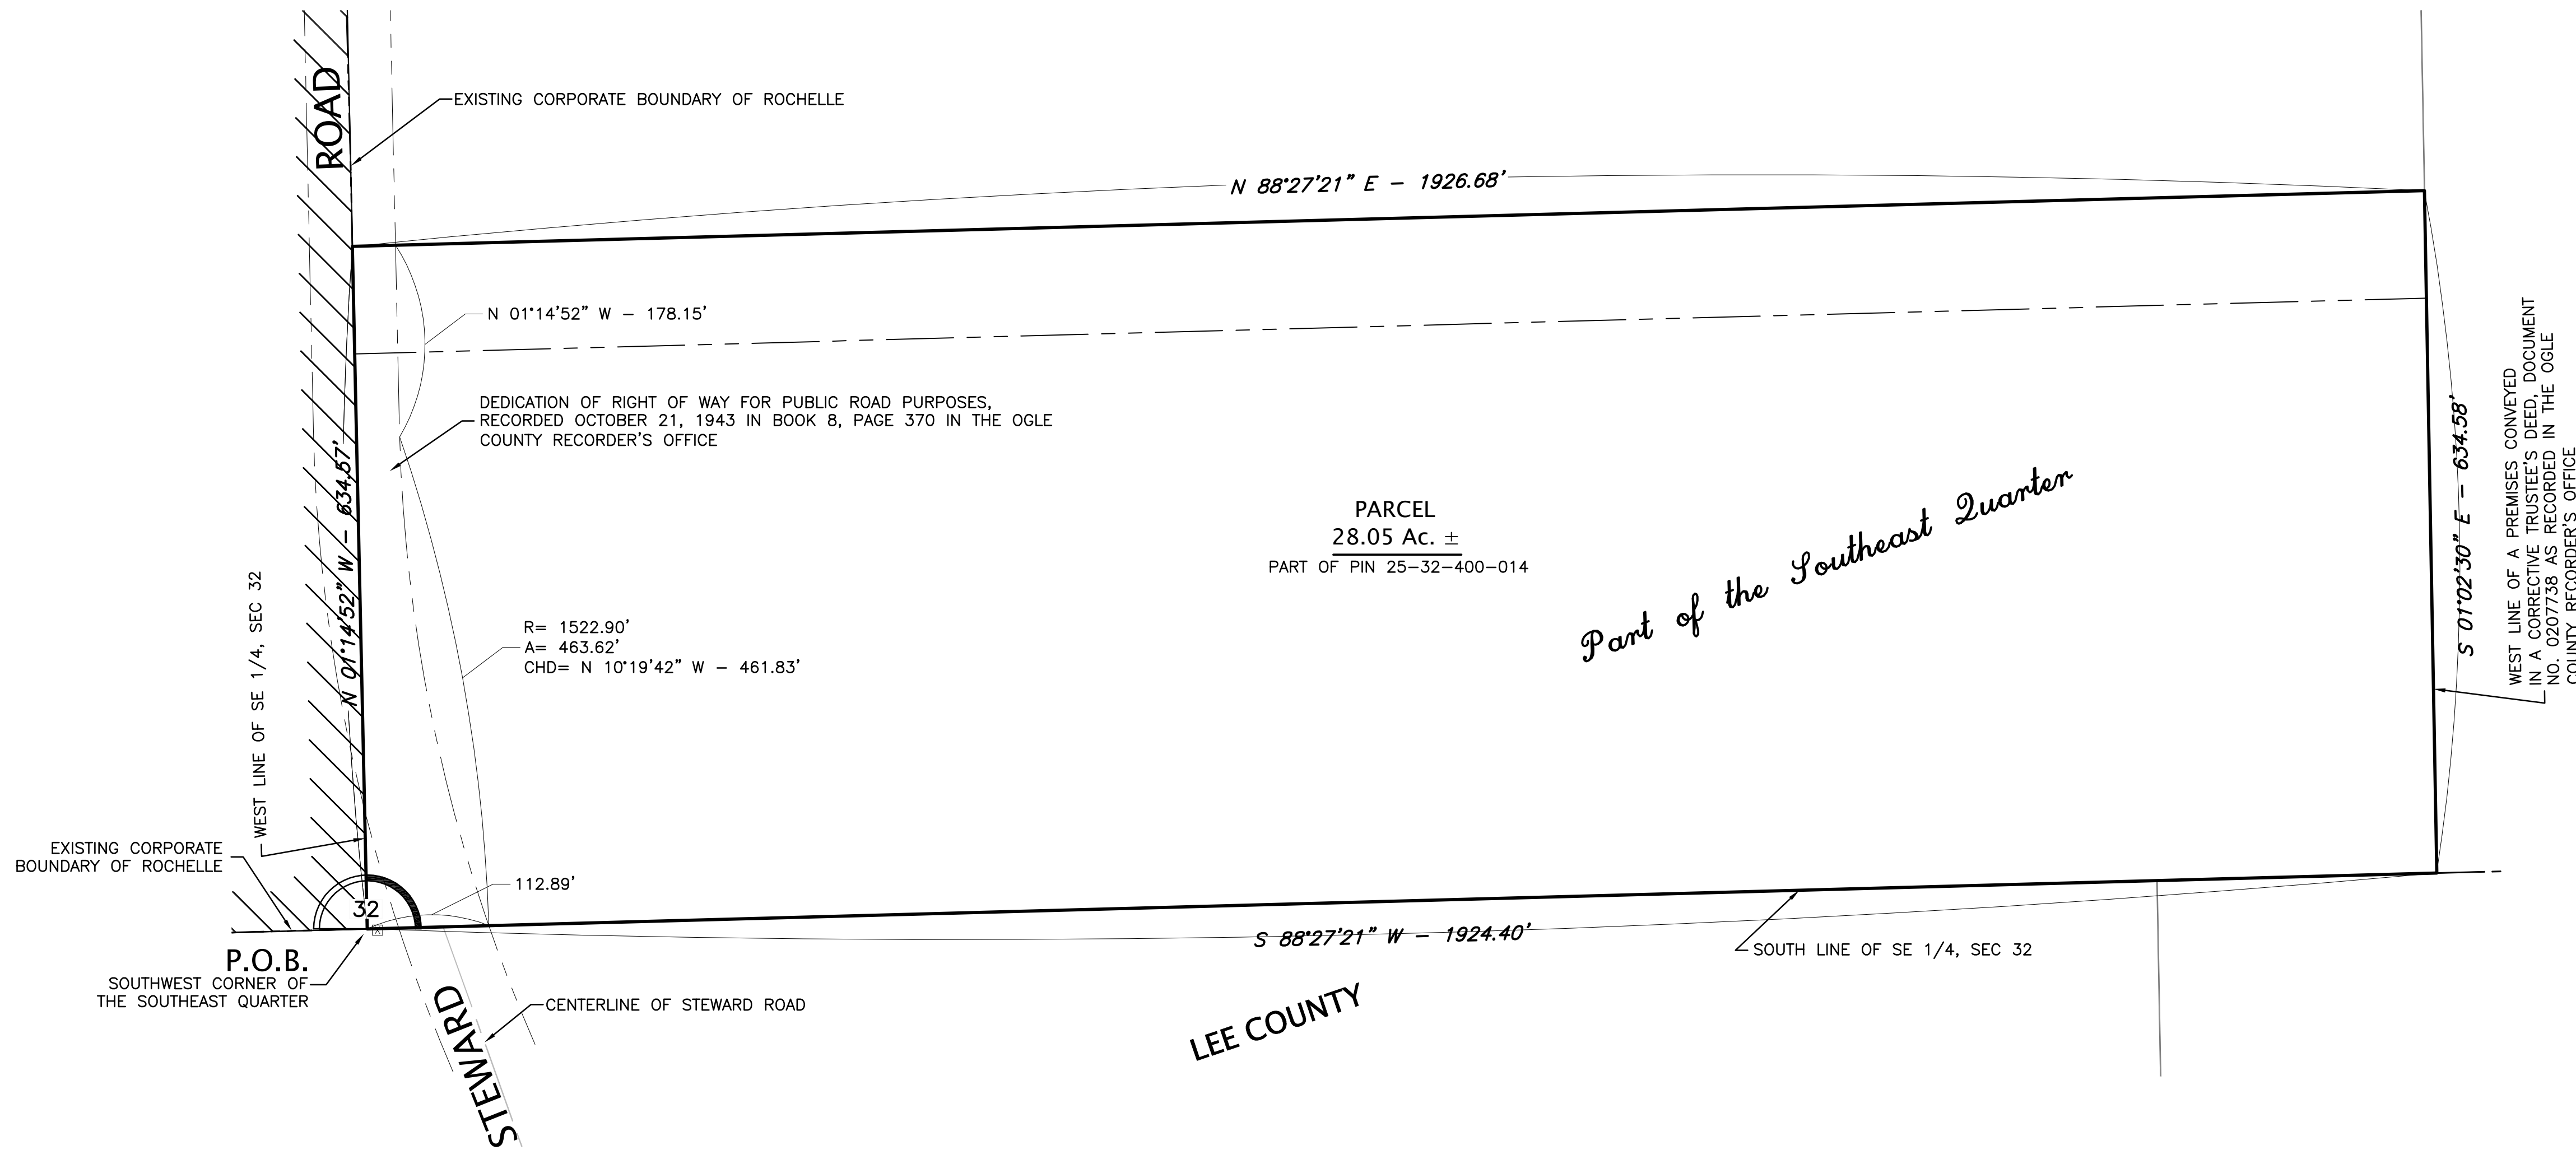 ROAD
EXISTING CORPORATE BOUNDARY OF ROCHELLE
N 88°27'21" E - 1926.68'
N 01°14'52" W - 178.15'
DEDICATION OF RIGHT OF WAY FOR PUBLIC ROAD PURPOSES,
RECORDED OCTOBER 21, 1943 IN BOOK 8, PAGE 370 IN THE OGLE
COUNTY RECORDER'S OFFICE
N 01°14'52" W - 634.57'
WEST LINE OF SE 1/4, SEC 32
PARCEL
28.05 Ac. ±
PART OF PIN 25-32-400-014
Part of the Southeast Quarter
R= 1522.90'
A= 463.62'
CHD= N 10°19'42" W - 461.83'
S 01°02'30" E - 634.58'
WEST LINE OF A PREMISES CONVEYED
IN A CORRECTIVE TRUSTEE'S DEED, DOCUMENT
NO. 0207738 AS RECORDED IN THE OGLE
COUNTY RECORDER'S OFFICE
EXISTING CORPORATE
BOUNDARY OF ROCHELLE
112.89'
32
P.O.B.
SOUTHWEST CORNER OF
THE SOUTHEAST QUARTER
S 88°27'21" W - 1924.40'
SOUTH LINE OF SE 1/4, SEC 32
STEWARD
CENTERLINE OF STEWARD ROAD
LEE COUNTY